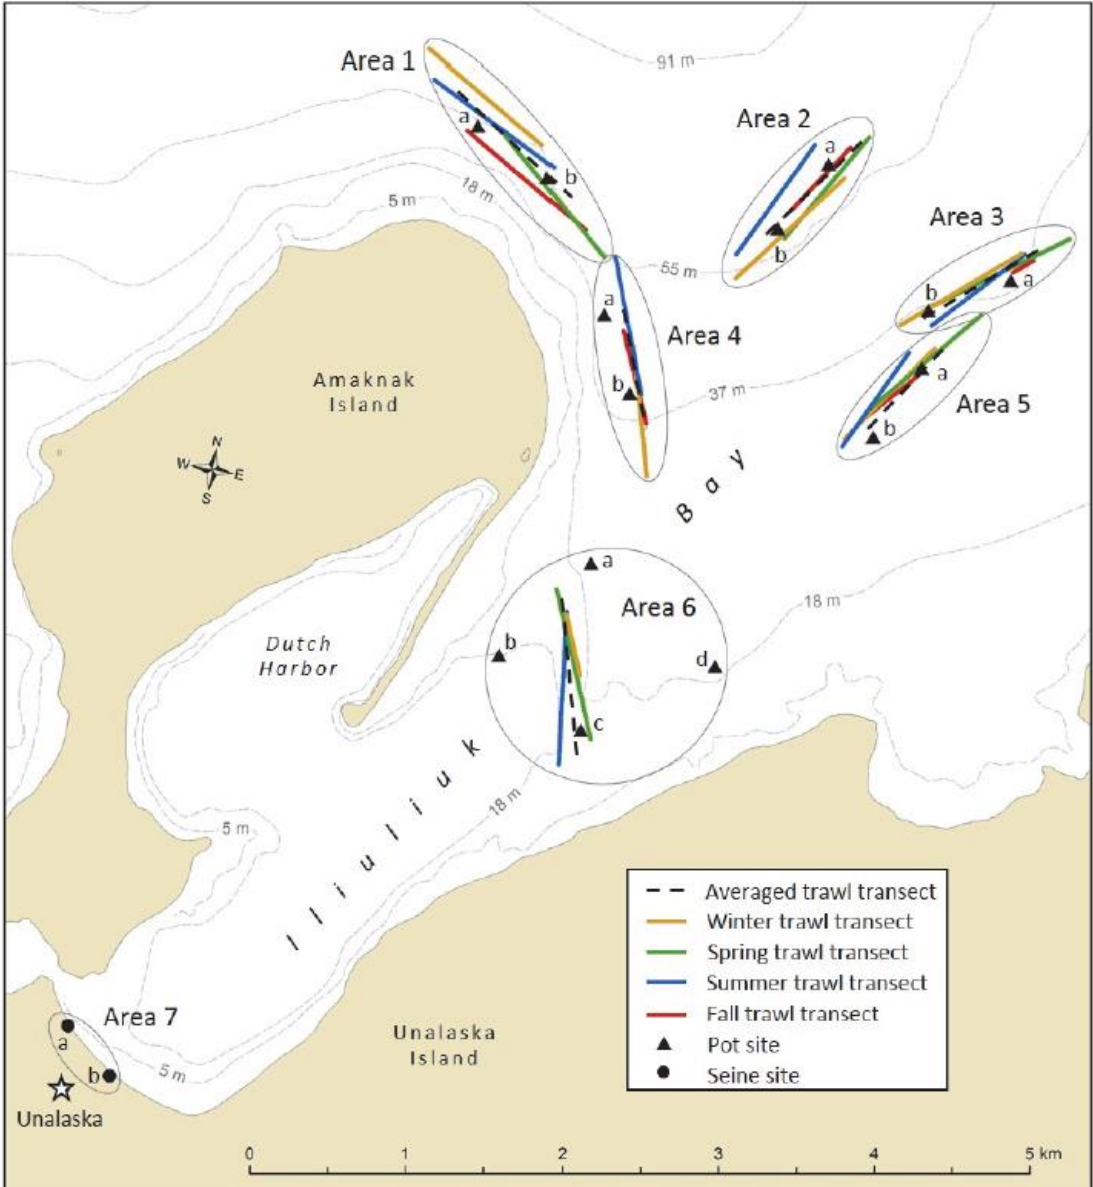 91 m
Area 1
Area 2
a
a
b
18 m
5 m
Area 3
b
55 m
a
b
a
Area 4
37 m
b
a
Area 5
b
Amaknak
Island
N
W
E
S
B a y
a
Area 6
18 m
b
d
c
Dutch
Harbor
I l i u l i u k
18 m
5 m
Averaged trawl transect
Winter trawl transect
Spring trawl transect
Summer trawl transect
Fall trawl transect
Pot site
Seine site
Area 7
a
b
5 m
Unalaska
Unalaska
Island
0
1
2
3
4
5 km